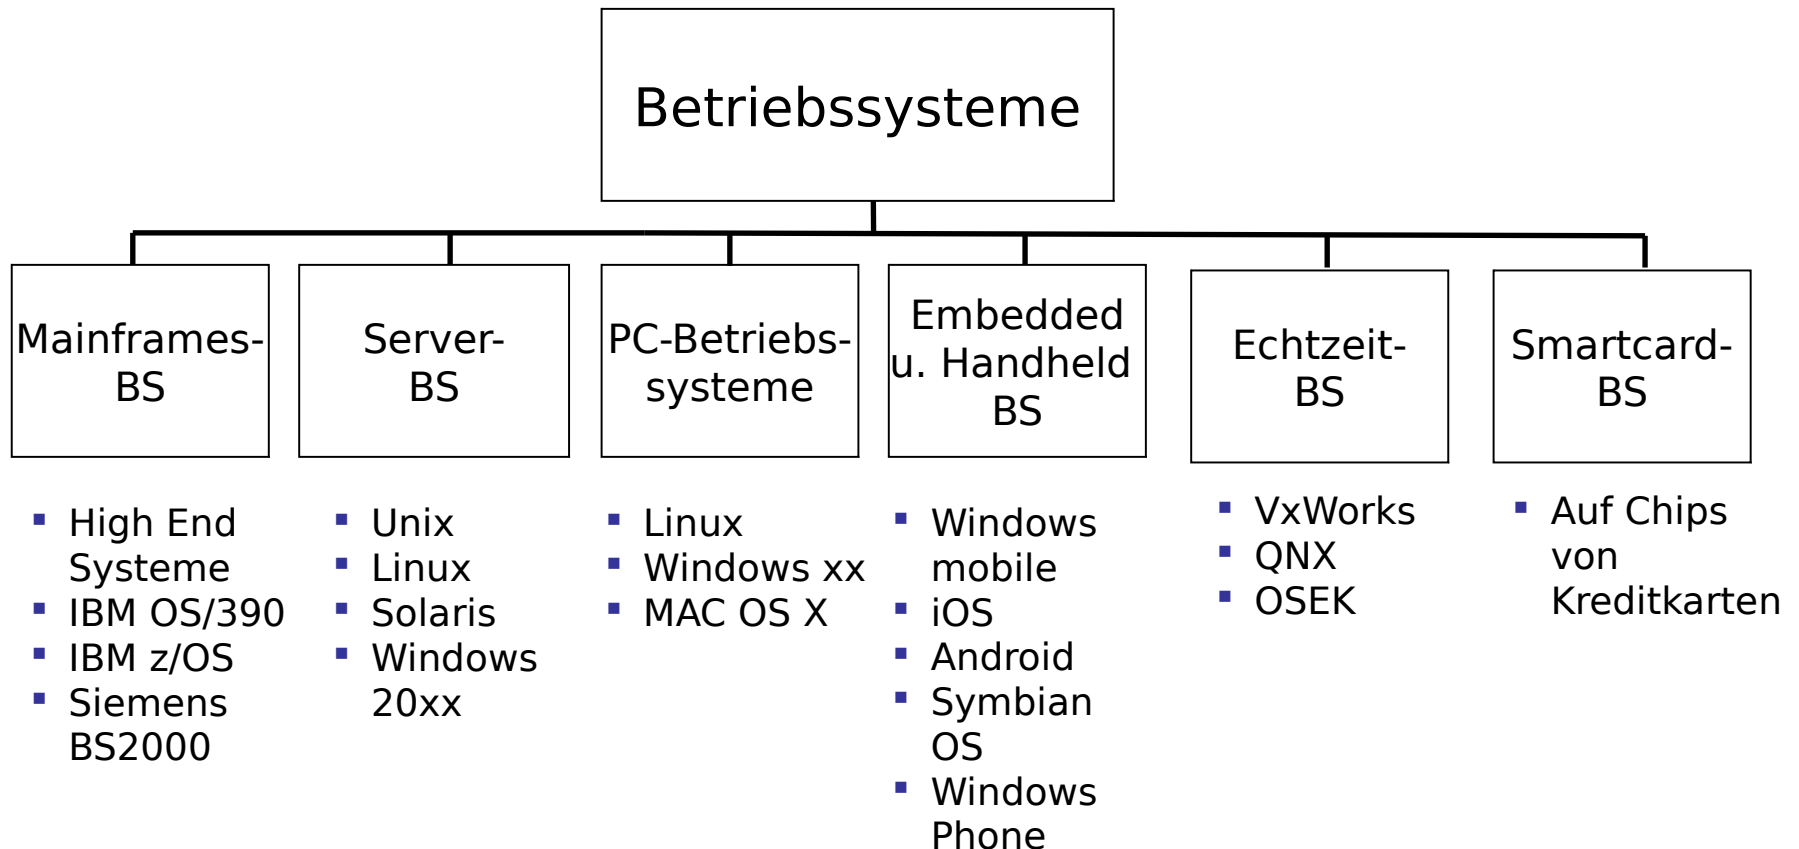 Betriebssysteme
Mainframes-
BS
Server-
BS
PC-Betriebs-
systeme
Embedded
u. Handheld
BS
Echtzeit-
BS
Smartcard-
BS
High End
Systeme
IBM OS/390
IBM z/OS
Siemens
BS2000
Unix
Linux
Solaris
Windows
20xx
Linux
Windows xx
MAC OS X
Windows
mobile
iOS
Android
Symbian
OS
Windows
Phone
VxWorks
QNX
OSEK
Auf Chips
von
Kreditkarten